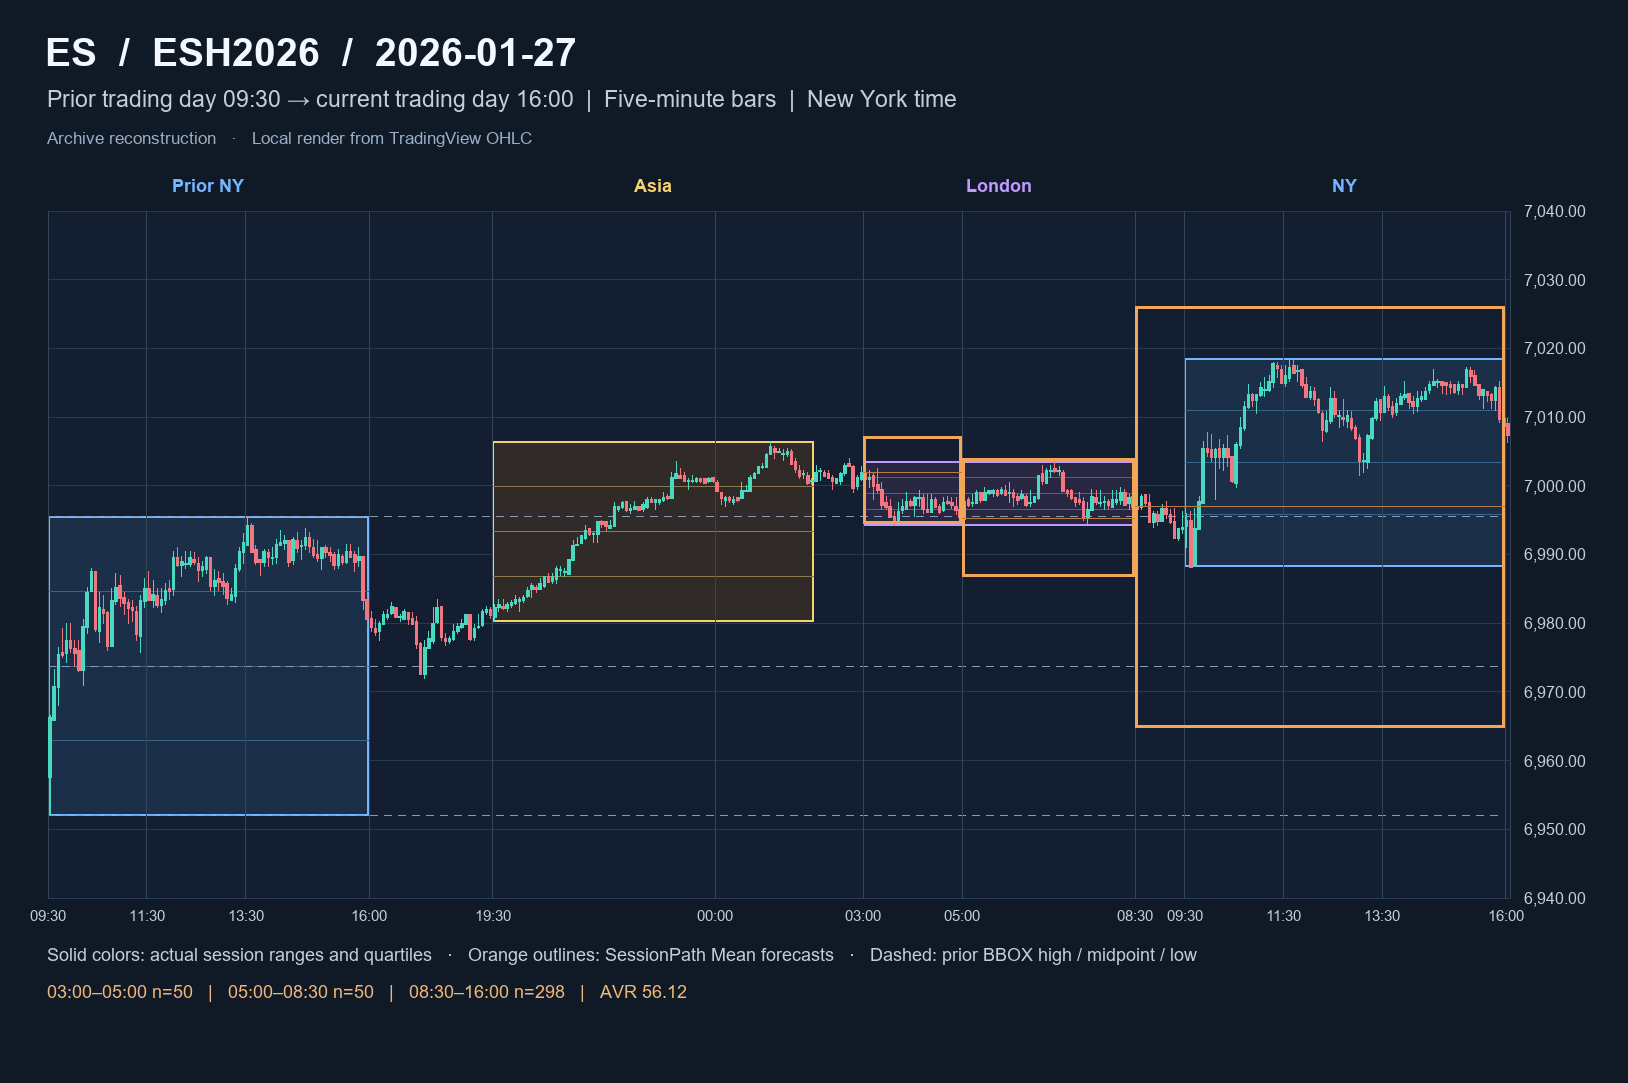 ES / ESH2026 / 2026-01-27
Prior trading day 09:30 → current trading day 16:00 | Five-minute bars | New York time
Archive reconstruction · Local render from TradingView OHLC
Prior NY Asia London NY
7,040.00
7,030.00
7,020.00
7,010.00
7,000.00
6,990.00
6,980.00
6,970.00
6,960.00
6,950.00
6,940.00
09:30 11:30 13:30 16:00 19:30 00:00 03:00 05:00 08:30 09:30 11:30 13:30 16:00
Solid colors: actual session ranges and quartiles · Orange outlines: SessionPath Mean forecasts · Dashed: prior BBOX high / midpoint / low
03:00–05:00 n=50 | 05:00–08:30 n=50 | 08:30–16:00 n=298 | AVR 56.12